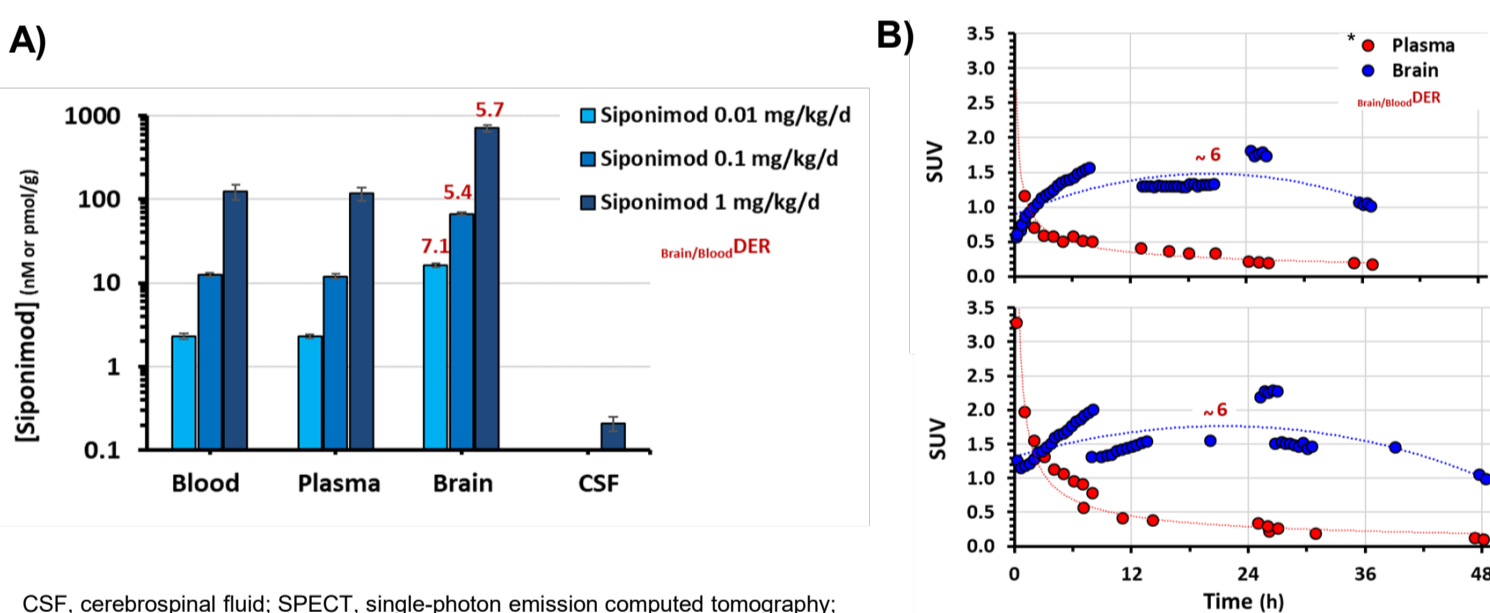 A)
1000
100
10
1
0.1
[Siponimod] (nM or pmol/g)
Siponimod 0.01 mg/kg/d
Siponimod 0.1 mg/kg/d
Siponimod 1 mg/kg/d
Brain/BloodDER
7.1
5.4
5.7
Blood
Plasma
Brain
CSF
B)
3.5
3.0
2.5
2.0
1.5
1.0
0.5
0.0
SUV
* Plasma
Brain
Brain/BloodDER
~ 6
3.5
3.0
2.5
2.0
1.5
1.0
0.5
0.0
SUV
~ 6
0
12
24
36
48
Time (h)
CSF, cerebrospinal fluid; SPECT, single-photon emission computed tomography;